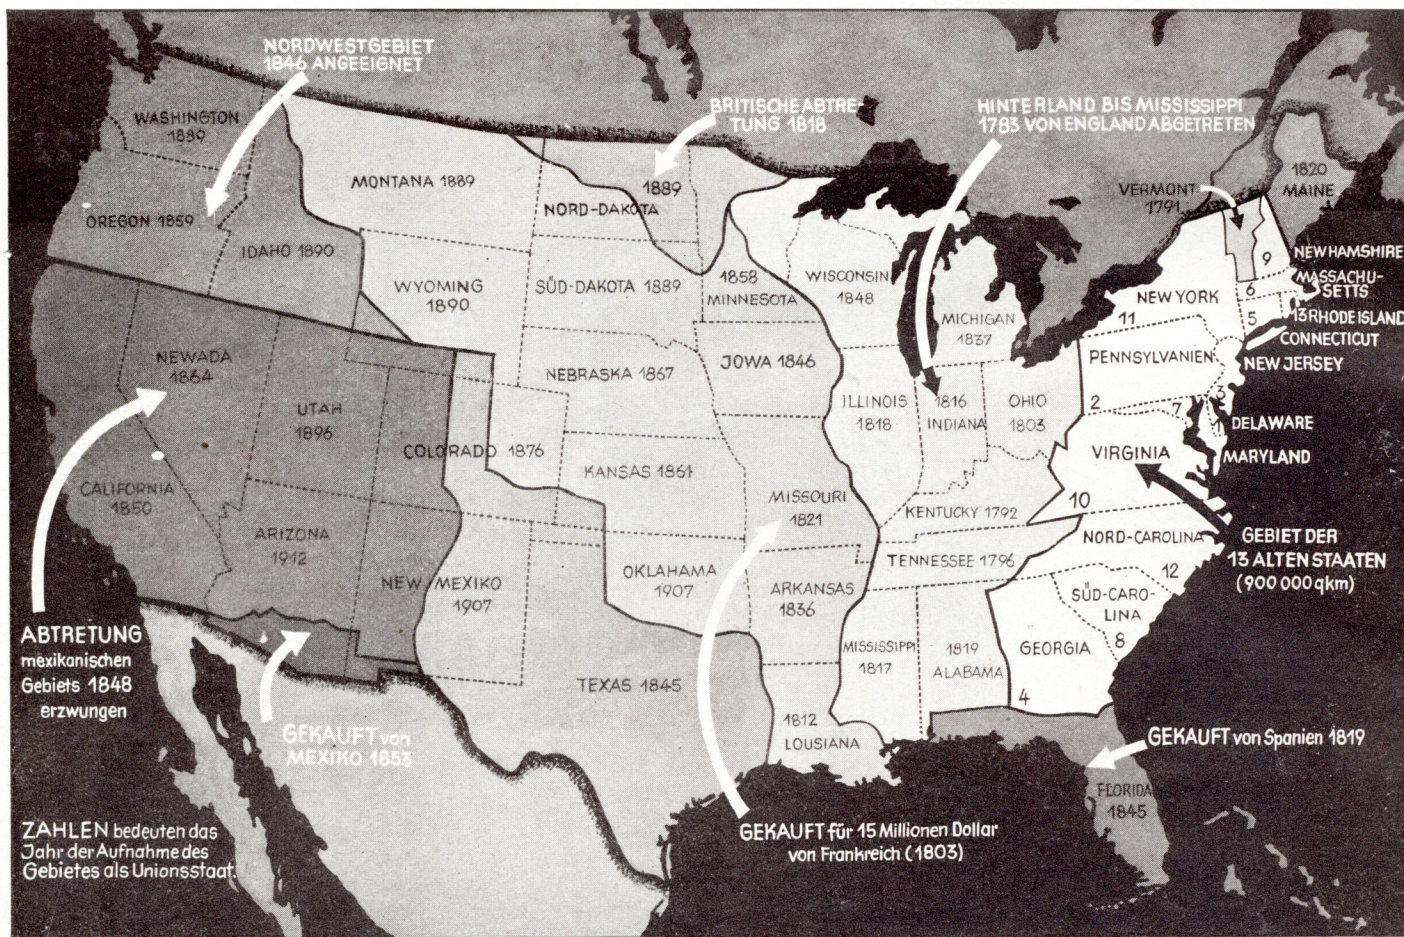 NORDWESTGEBIET
1846 ANGEEIGNET
BRITISCHE ABTRE-
TUNG 1818
HINTERLAND BIS MISSISSIPPI
1783 VON ENGLAND ABGETRETEN
WASHINGTON
1889
OREGON 1859
IDAHO 1890
MONTANA 1889
1889
NORD-DAKOTA
WYOMING
1890
SÜD-DAKOTA 1889
1858
MINNESOTA
WISCONSIN
1848
MICHIGAN
1837
VERMONT
1791
1820
MAINE
9
NEW HAMSHIRE
6
MASSACHU-
SETTS
NEW YORK
11
5
13 RHODE ISLAND
CONNECTICUT
PENNSYLVANIEN
2
NEW JERSEY
3
7
1
DELAWARE
MARYLAND
VIRGINIA
10
NEWADA
1864
UTAH
1896
COLORADO 1876
NEBRASKA 1867
JOWA 1846
ILLINOIS
1818
1816
INDIANA
OHIO
1803
KANSAS 1861
MISSOURI
1821
KENTUCKY 1792
CALIFORNIA
1850
ARIZONA
1912
NEW MEXIKO
1907
OKLAHOMA
1907
ARKANSAS
1836
TENNESSEE 1796
NORD-CAROLINA
12
SÜD-CARO-
LINA
8
GEORGIA
4
MISSISSIPPI
1817
1819
ALABAMA
TEXAS 1845
1812
LOUSIANA
FLORIDA
1845
GEBIET DER
13 ALTEN STAATEN
(900 000 qkm)
ABTRETUNG
mexikanischen
Gebiets 1848
erzwungen
GEKAUFT von
MEXIKO 1853
GEKAUFT von Spanien 1819
GEKAUFT für 15 Millionen Dollar
von Frankreich (1803)
ZAHLEN bedeuten das
Jahr der Aufnahme des
Gebietes als Unionsstaat.